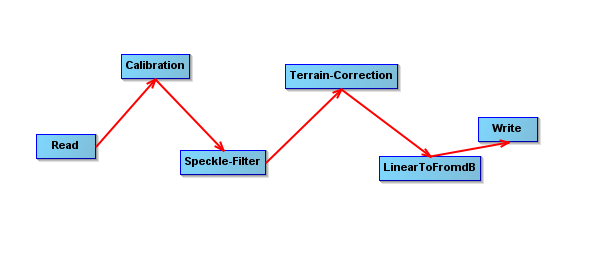 Read
Calibration
Speckle-Filter
Terrain-Correction
LinearToFromdB
Write